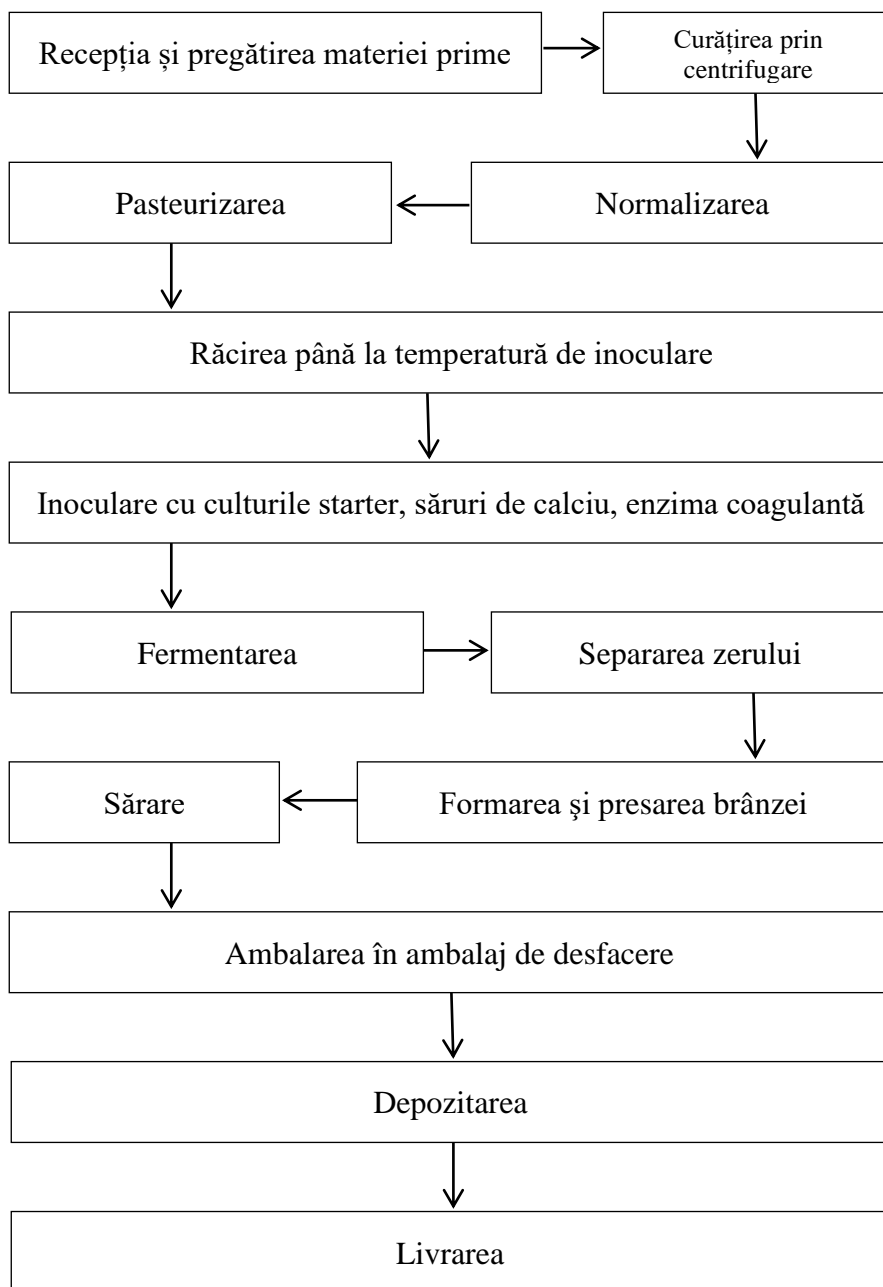 Recepția și pregătirea materiei prime
Curățirea prin
centrifugare
Pasteurizarea
Normalizarea
Răcirea până la temperatură de inoculare
Inoculare cu culturile starter, săruri de calciu, enzima coagulantă
Fermentarea
Separarea zerului
Sărare
Formarea şi presarea brânzei
Ambalarea în ambalaj de desfacere
Depozitarea
Livrarea